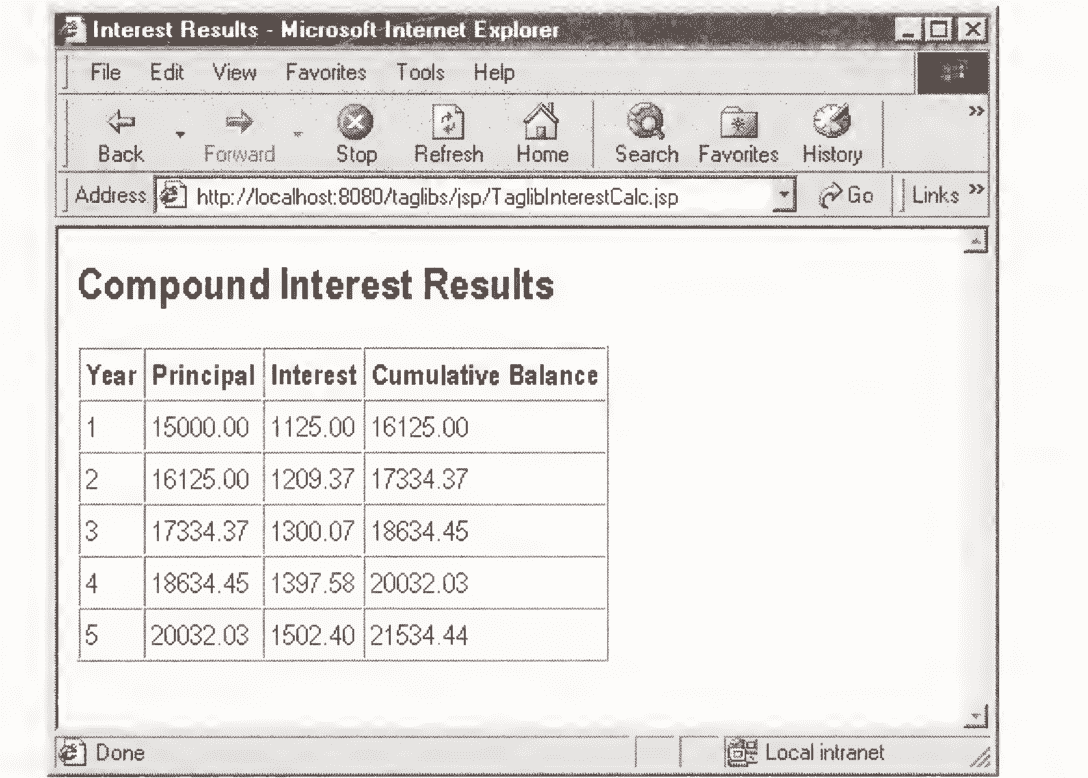 Interest Results - Microsoft Internet Explorer
File Edit View Favorites Tools Help
Back Forward Stop Refresh Home Search Favorites History »
Address http://localhost:8080/taglibs/jsp/TaglibInterestCalc.jsp Go Links »
Compound Interest Results
Year Principal Interest Cumulative Balance
1 15000.00 1125.00 16125.00
2 16125.00 1209.37 17334.37
3 17334.37 1300.07 18634.45
4 18634.45 1397.58 20032.03
5 20032.03 1502.40 21534.44
Done Local intranet